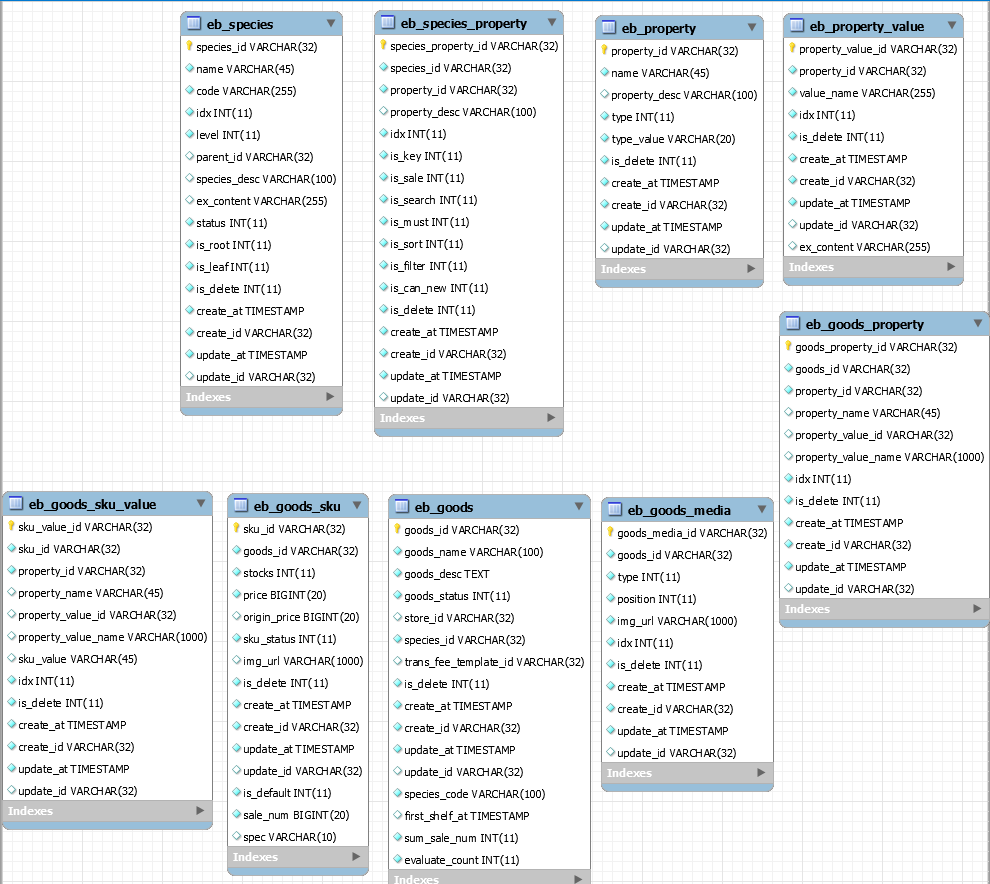 eb_species
species_id VARCHAR(32)
name VARCHAR(45)
code VARCHAR(255)
idx INT(11)
level INT(11)
parent_id VARCHAR(32)
species_desc VARCHAR(100)
ex_content VARCHAR(255)
status INT(11)
is_root INT(11)
is_leaf INT(11)
is_delete INT(11)
create_at TIMESTAMP
create_id VARCHAR(32)
update_at TIMESTAMP
update_id VARCHAR(32)
Indexes
eb_species_property
species_property_id VARCHAR(32)
species_id VARCHAR(32)
property_id VARCHAR(32)
property_desc VARCHAR(100)
idx INT(11)
is_key INT(11)
is_sale INT(11)
is_search INT(11)
is_must INT(11)
is_sort INT(11)
is_filter INT(11)
is_can_new INT(11)
is_delete INT(11)
create_at TIMESTAMP
create_id VARCHAR(32)
update_at TIMESTAMP
update_id VARCHAR(32)
Indexes
eb_property
property_id VARCHAR(32)
name VARCHAR(45)
property_desc VARCHAR(100)
type INT(11)
type_value VARCHAR(20)
is_delete INT(11)
create_at TIMESTAMP
create_id VARCHAR(32)
update_at TIMESTAMP
update_id VARCHAR(32)
Indexes
eb_property_value
property_value_id VARCHAR(32)
property_id VARCHAR(32)
value_name VARCHAR(255)
idx INT(11)
is_delete INT(11)
create_at TIMESTAMP
create_id VARCHAR(32)
update_at TIMESTAMP
update_id VARCHAR(32)
ex_content VARCHAR(255)
Indexes
eb_goods_property
goods_property_id VARCHAR(32)
goods_id VARCHAR(32)
property_id VARCHAR(32)
property_name VARCHAR(45)
property_value_id VARCHAR(32)
property_value_name VARCHAR(1000)
idx INT(11)
is_delete INT(11)
create_at TIMESTAMP
create_id VARCHAR(32)
update_at TIMESTAMP
update_id VARCHAR(32)
Indexes
eb_goods_sku_value
sku_value_id VARCHAR(32)
sku_id VARCHAR(32)
property_id VARCHAR(32)
property_name VARCHAR(45)
property_value_id VARCHAR(32)
property_value_name VARCHAR(1000)
sku_value VARCHAR(45)
idx INT(11)
is_delete INT(11)
create_at TIMESTAMP
create_id VARCHAR(32)
update_at TIMESTAMP
update_id VARCHAR(32)
Indexes
eb_goods_sku
sku_id VARCHAR(32)
goods_id VARCHAR(32)
stocks INT(11)
price BIGINT(20)
origin_price BIGINT(20)
sku_status INT(11)
img_url VARCHAR(1000)
is_delete INT(11)
create_at TIMESTAMP
create_id VARCHAR(32)
update_at TIMESTAMP
update_id VARCHAR(32)
is_default INT(11)
sale_num BIGINT(20)
spec VARCHAR(10)
Indexes
eb_goods
goods_id VARCHAR(32)
goods_name VARCHAR(100)
goods_desc TEXT
goods_status INT(11)
store_id VARCHAR(32)
species_id VARCHAR(32)
trans_fee_template_id VARCHAR(32)
is_delete INT(11)
create_at TIMESTAMP
create_id VARCHAR(32)
update_at TIMESTAMP
update_id VARCHAR(32)
species_code VARCHAR(100)
first_shelf_at TIMESTAMP
sum_sale_num INT(11)
evaluate_count INT(11)
Indexes
eb_goods_media
goods_media_id VARCHAR(32)
goods_id VARCHAR(32)
type INT(11)
position INT(11)
img_url VARCHAR(1000)
idx INT(11)
is_delete INT(11)
create_at TIMESTAMP
create_id VARCHAR(32)
update_at TIMESTAMP
update_id VARCHAR(32)
Indexes